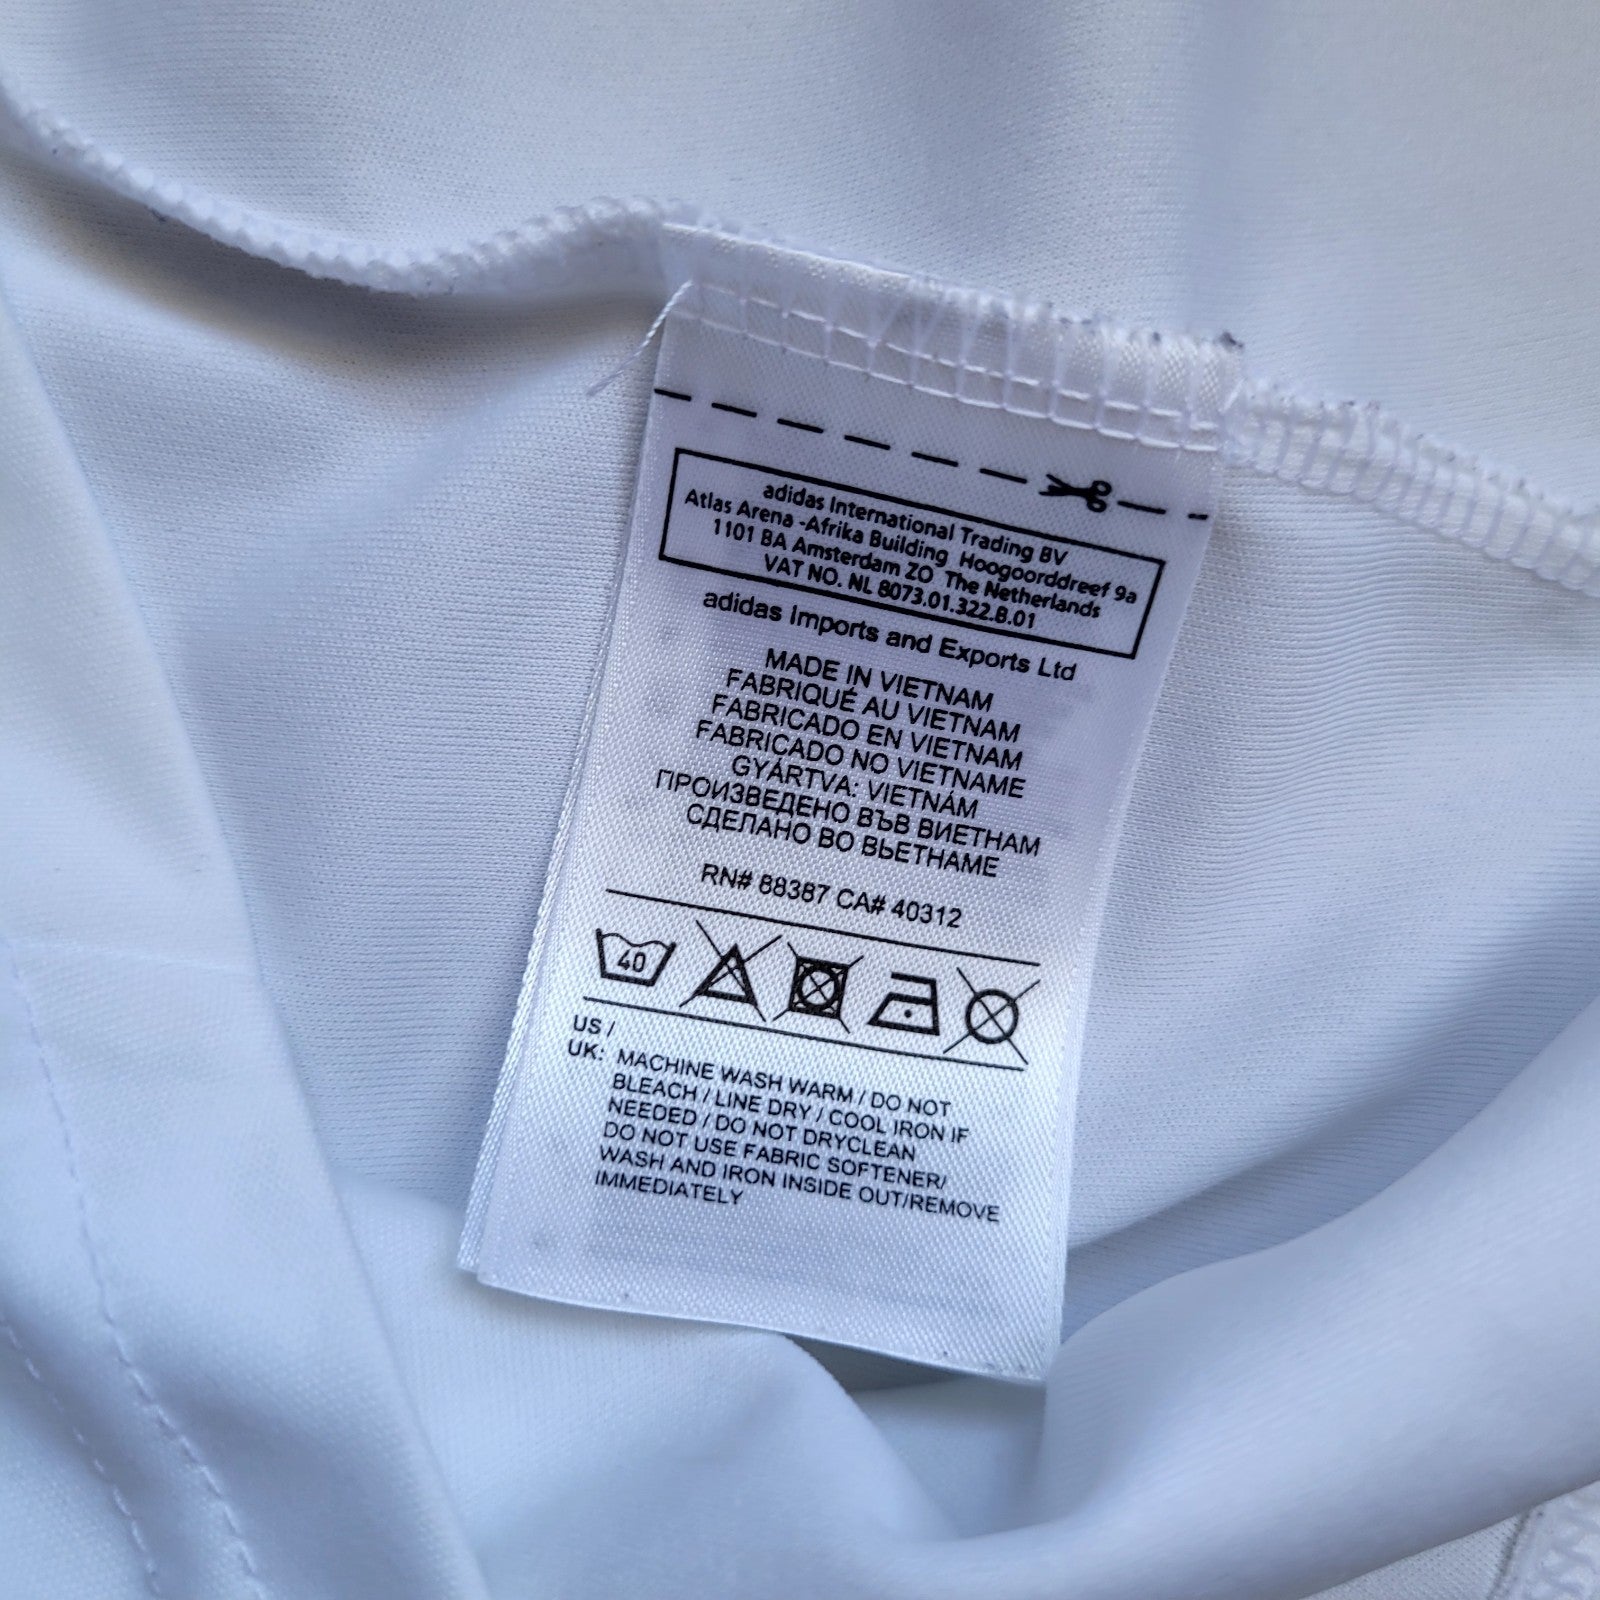 adidas International Trading BV
Atlas Arena -Afrika Building Hoogoorddreef 9a
1101 BA Amsterdam ZO The Netherlands
VAT NO. NL 8073.01.322.B.01
adidas Imports and Exports Ltd
MADE IN VIETNAM
FABRIQUÉ AU VIETNAM
FABRICADO EN VIETNAM
FABRICADO NO VIETNAME
GYÁRTVA: VIETNÁM
ПРОИЗВЕДЕНО ВЪВ ВИЕТНАМ
СДЕЛАНО ВО ВЬЕТНАМЕ
RN# 88387 CA# 40312
40
US /
UK: MACHINE WASH WARM / DO NOT
BLEACH / LINE DRY / COOL IRON IF
NEEDED / DO NOT DRYCLEAN
DO NOT USE FABRIC SOFTENER/
WASH AND IRON INSIDE OUT/REMOVE
IMMEDIATELY